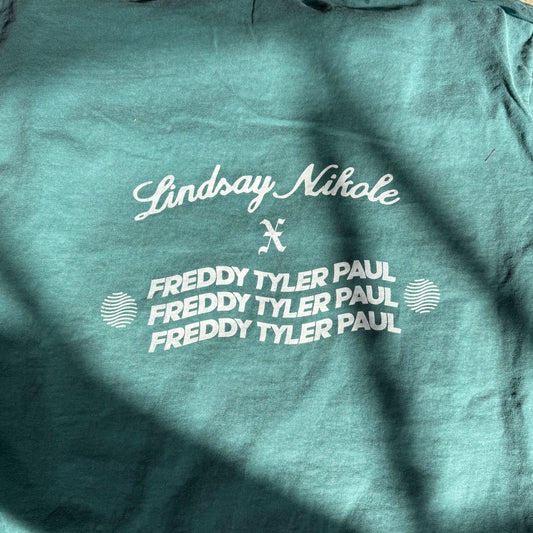 Lindsay Nikole
X
FREDDY TYLER PAUL
FREDDY TYLER PAUL
FREDDY TYLER PAUL